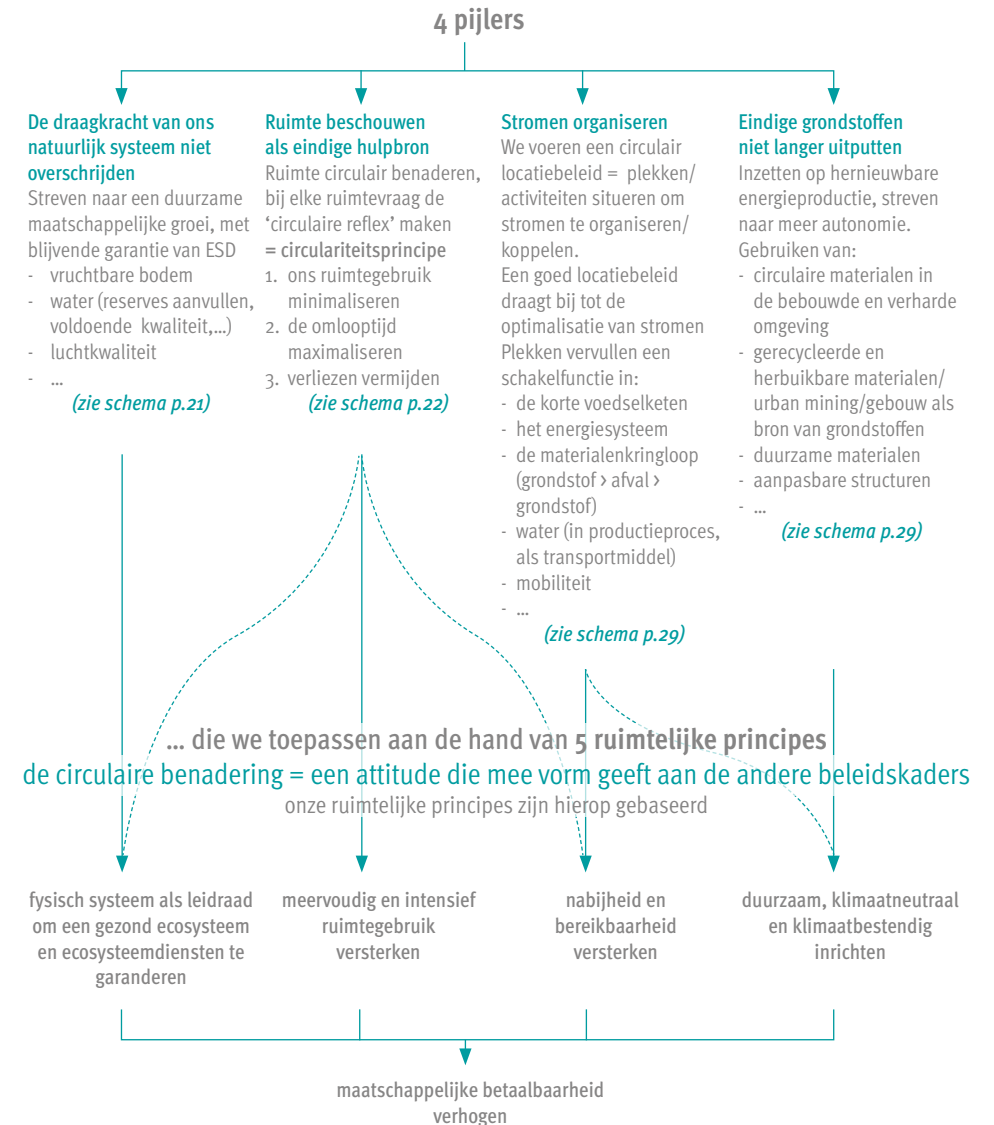 4 pijlers
De draagkracht van ons
natuurlijk systeem niet
overschrijden
Streven naar een duurzame
maatschappelijke groei, met
blijvende garantie van ESD
- vruchtbare bodem
- water (reserves aanvullen,
voldoende kwaliteit,...)
- luchtkwaliteit
- ...
(zie schema p.21)
Ruimte beschouwen
als eindige hulpbron
Ruimte circulair benaderen,
bij elke ruimtevraag de
‘circulaire reflex’ maken
= circulariteitsprincipe
1. ons ruimtegebruik
minimaliseren
2. de omlooptijd
maximaliseren
3. verliezen vermijden
(zie schema p.22)
Stromen organiseren
We voeren een circulair
locatiebeleid = plekken/
activiteiten situeren om
stromen te organiseren/
koppelen.
Een goed locatiebeleid
draagt bij tot de
optimalisatie van stromen
Plekken vervullen een
schakelfunctie in:
- de korte voedselketen
- het energiesysteem
- de materialenkringloop
(grondstof > afval >
grondstof)
- water (in productieproces,
als transportmiddel)
- mobiliteit
- ...
(zie schema p.29)
Eindige grondstoffen
niet langer uitputten
Inzetten op hernieuwbare
energieproductie, streven
naar meer autonomie.
Gebruiken van:
- circulaire materialen in
de bebouwde en verharde
omgeving
- gerecycleerde en
herbuikbare materialen/
urban mining/gebouw als
bron van grondstoffen
- duurzame materialen
- aanpasbare structuren
- ...
(zie schema p.29)
... die we toepassen aan de hand van 5 ruimtelijke principes
de circulaire benadering = een attitude die mee vorm geeft aan de andere beleidskaders
onze ruimtelijke principes zijn hierop gebaseerd
fysisch systeem als leidraad
om een gezond ecosysteem
en ecosysteemdiensten te
garanderen
meervoudig en intensief
ruimtegebruik
versterken
nabijheid en
bereikbaarheid
versterken
duurzaam, klimaatneutraal
en klimaatbestendig
inrichten
maatschappelijke betaalbaarheid
verhogen